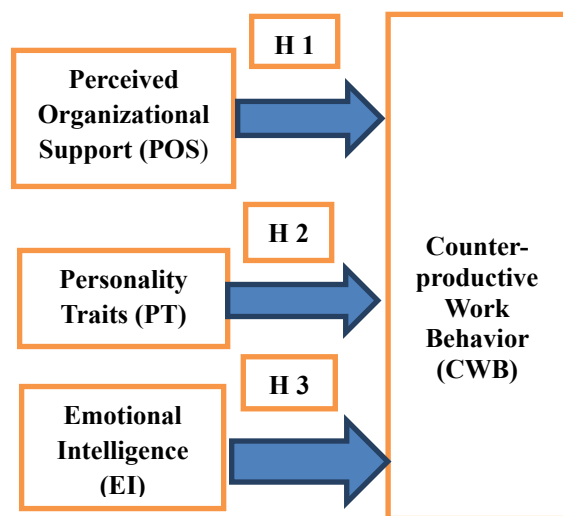 H 1
Perceived
Organizational
Support (POS)
H 2
Personality
Traits (PT)
H 3
Emotional
Intelligence
(EI)
Counter-
productive
Work
Behavior
(CWB)